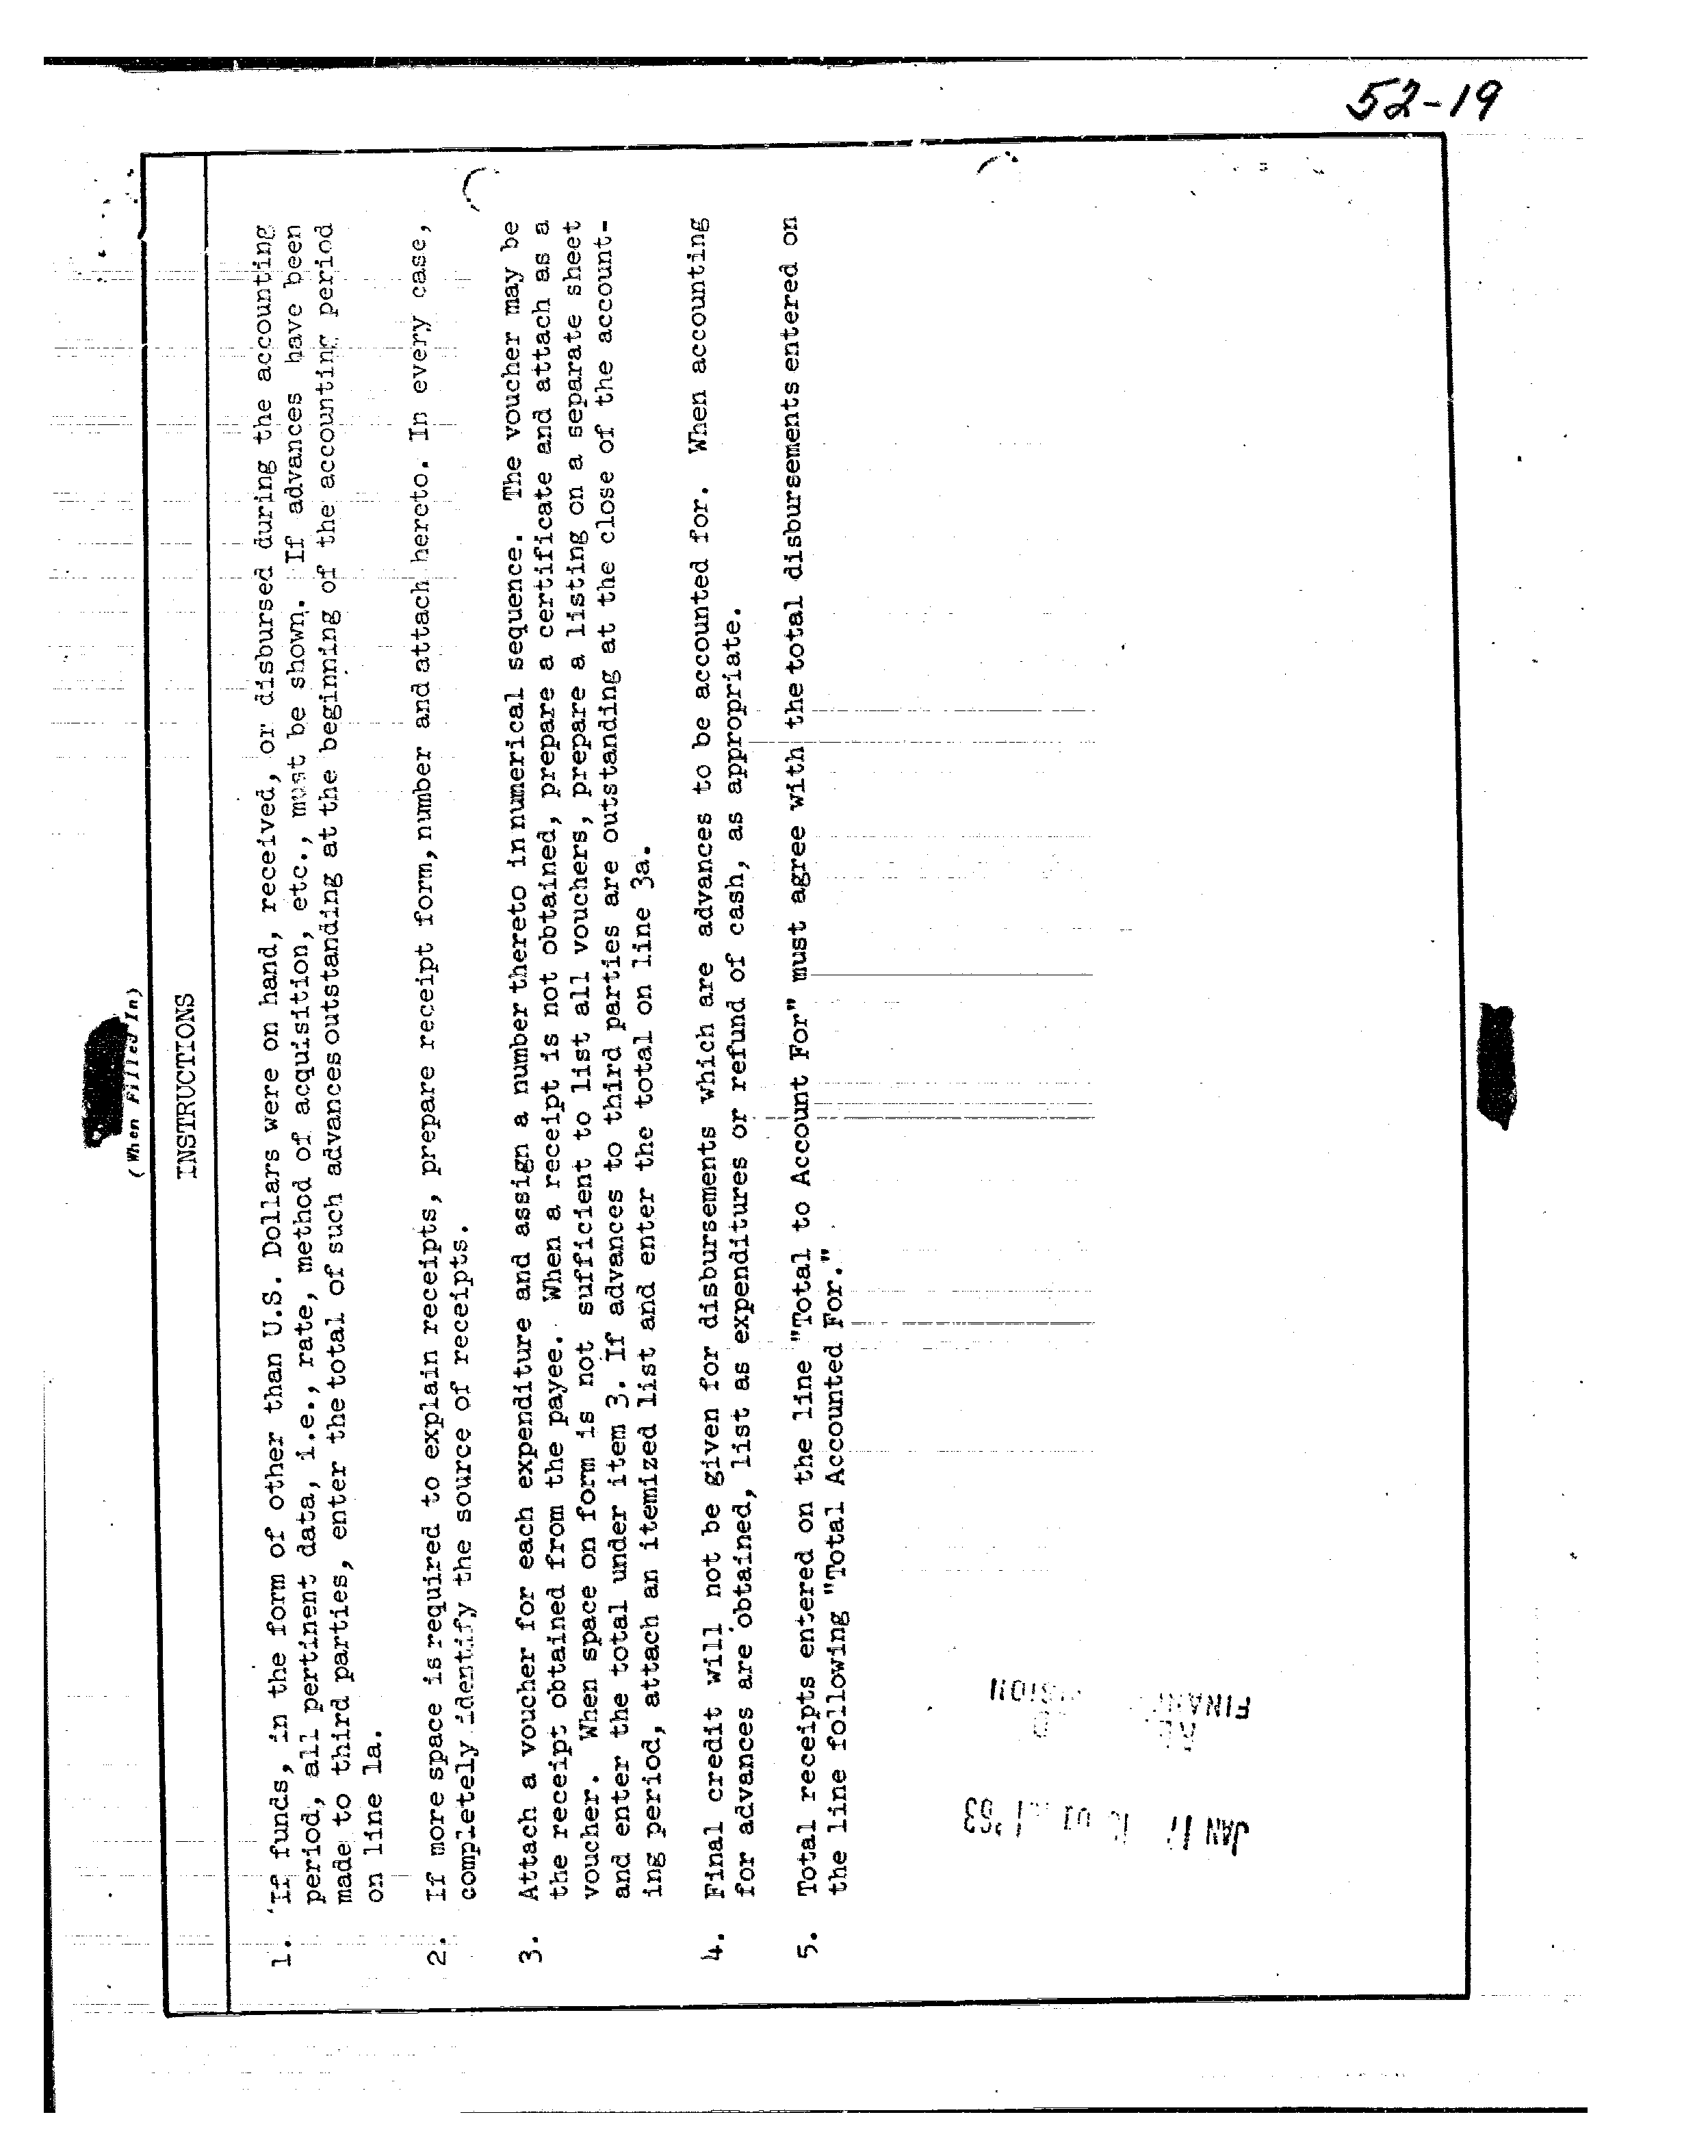 52-19
(When Filled In)
INSTRUCTIONS
1. If funds, in the form of other than U.S. Dollars were on hand, received, or disbursed during the accounting
period, all pertinent data, i.e., rate, method of acquisition, etc., must be shown. If advances have been
made to third parties, enter the total of such advances outstanding at the beginning of the accounting period
on line 1a.
2. If more space is required to explain receipts, prepare receipt form, number and attach hereto. In every case,
completely identify the source of receipts.
3. Attach a voucher for each expenditure and assign a number thereto in numerical sequence. The voucher may be
the receipt obtained from the payee. When a receipt is not obtained, prepare a certificate and attach as a
voucher. When space on form is not sufficient to list all vouchers, prepare a listing on a separate sheet
and enter the total under item 3. If advances to third parties are outstanding at the close of the account-
ing period, attach an itemized list and enter the total on line 3a.
4. Final credit will not be given for disbursements which are advances to be accounted for. When accounting
for advances are obtained, list as expenditures or refund of cash, as appropriate.
5. Total receipts entered on the line "Total to Account For" must agree with the total disbursements entered on
the line following "Total Accounted For."
JAN 17